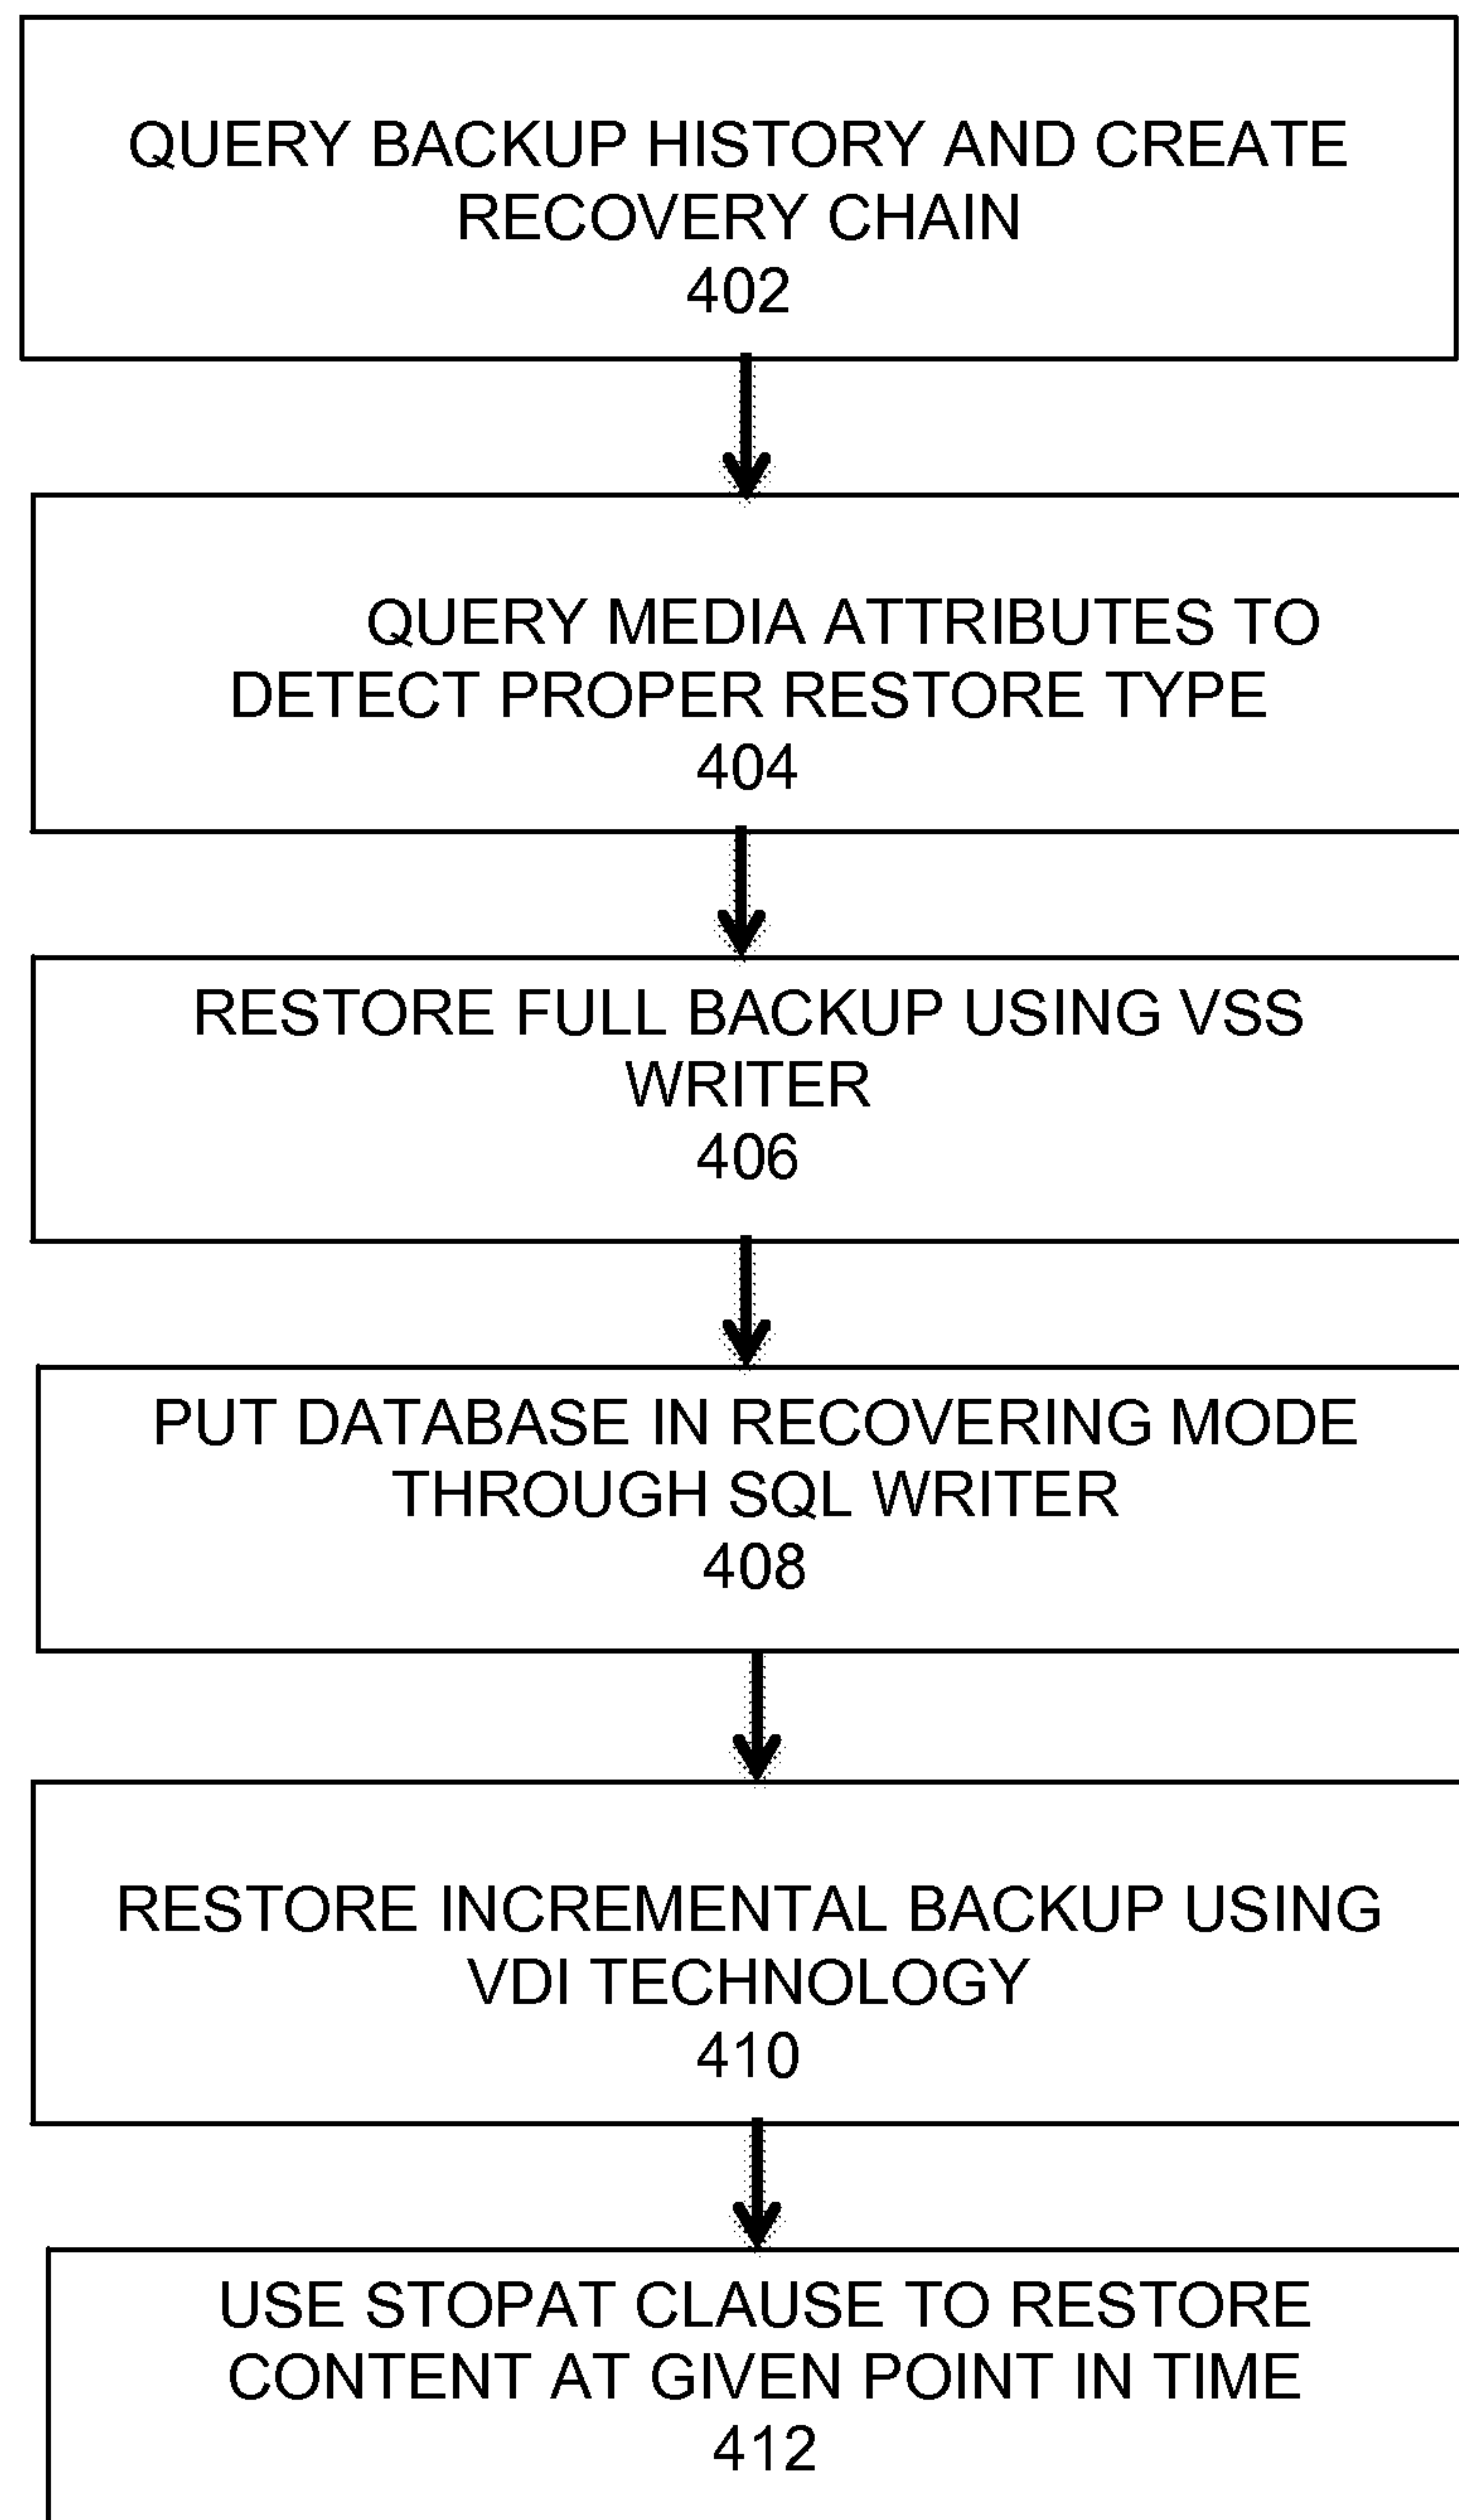 QUERY BACKUP HISTORY AND CREATE
RECOVERY CHAIN
402
QUERY MEDIA ATTRIBUTES TO
DETECT PROPER RESTORE TYPE
404
RESTORE FULL BACKUP USING VSS
WRITER
406
PUT DATABASE IN RECOVERING MODE
THROUGH SQL WRITER
408
RESTORE INCREMENTAL BACKUP USING
VDI TECHNOLOGY
410
USE STOPAT CLAUSE TO RESTORE
CONTENT AT GIVEN POINT IN TIME
412